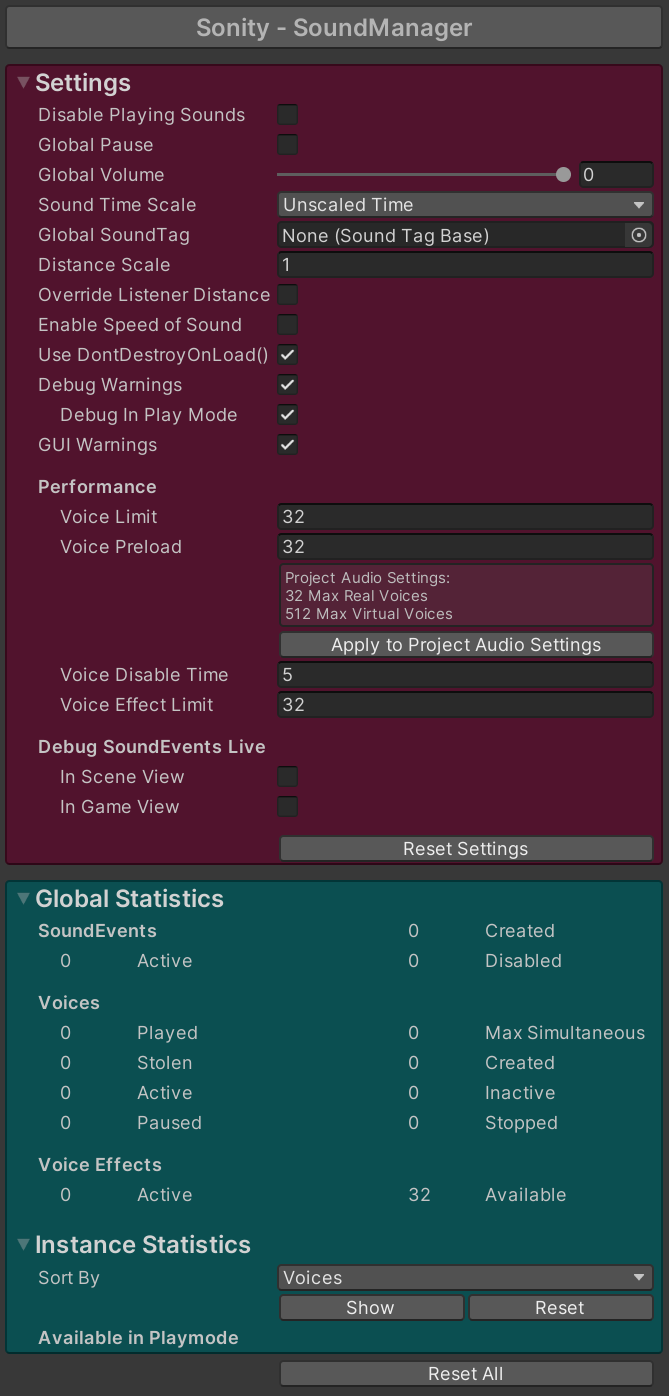 Sonity - SoundManager
Settings
Disable Playing Sounds
Global Pause
Global Volume 0
Sound Time Scale Unscaled Time
Global SoundTag None (Sound Tag Base)
Distance Scale 1
Override Listener Distance
Enable Speed of Sound
Use DontDestroyOnLoad()
Debug Warnings
Debug In Play Mode
GUI Warnings
Performance
Voice Limit 32
Voice Preload 32
Project Audio Settings:
32 Max Real Voices
512 Max Virtual Voices
Apply to Project Audio Settings
Voice Disable Time 5
Voice Effect Limit 32
Debug SoundEvents Live
In Scene View
In Game View
Reset Settings
Global Statistics
SoundEvents 0 Created
0 Active 0 Disabled
Voices
0 Played 0 Max Simultaneous
0 Stolen 0 Created
0 Active 0 Inactive
0 Paused 0 Stopped
Voice Effects
0 Active 32 Available
Instance Statistics
Sort By Voices
Show Reset
Available in Playmode
Reset All